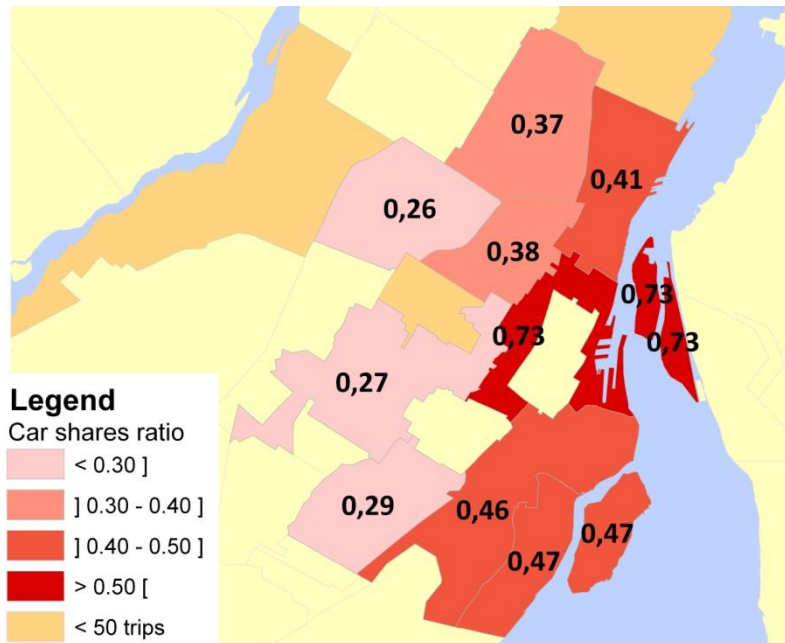 0,37
0,41
0,26
0,38
0,73
0,73
0,73
0,27
0,29
0,46
0,47
0,47
Legend
Car shares ratio
< 0.30 ]
] 0.30 - 0.40 ]
] 0.40 - 0.50 ]
> 0.50 [
< 50 trips